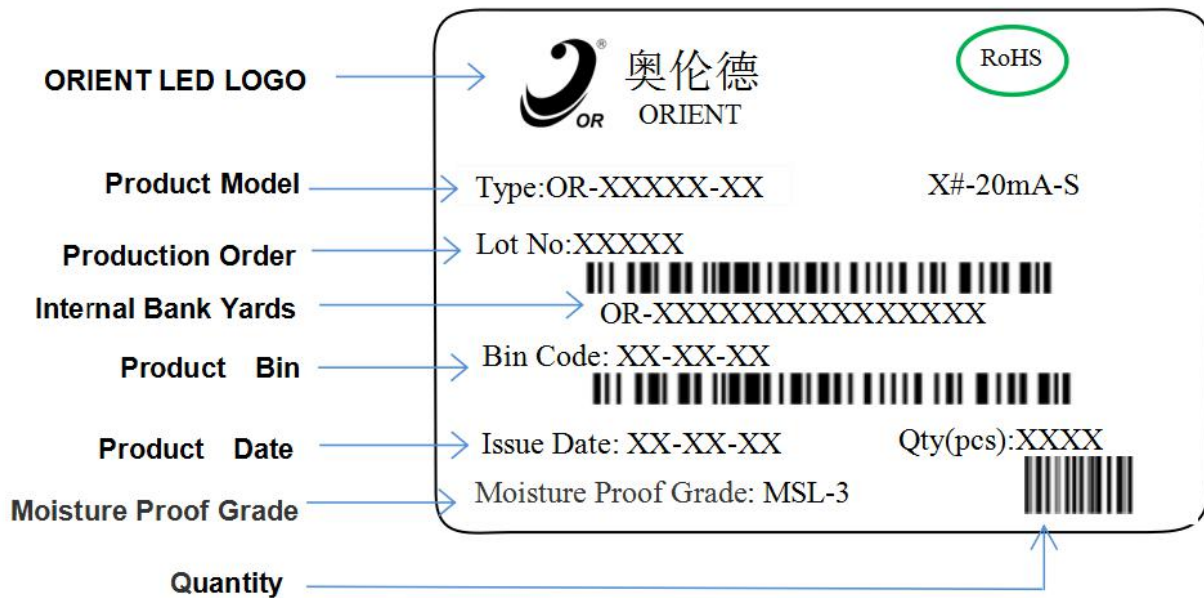 ORIENT LED LOGO
®
奥伦德
OR
ORIENT
RoHS
Product Model
Type:OR-XXXXX-XX
X#-20mA-S
Production Order
Lot No:XXXXX
Internal Bank Yards
OR-XXXXXXXXXXXXXXX
Product Bin
Bin Code: XX-XX-XX
Product Date
Issue Date: XX-XX-XX
Qty(pcs):XXXX
Moisture Proof Grade
Moisture Proof Grade: MSL-3
Quantity